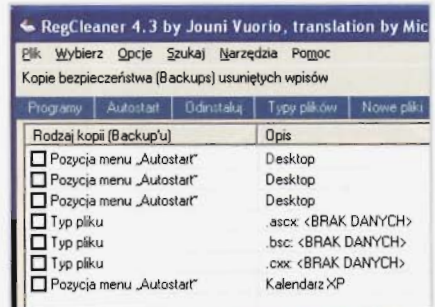 RegCleaner 4.3 by Jouni Vuorio, translation by Mic
Plik Wybierz Opcje Szukaj Narzędzia Pomoc
Kopie bezpieczeństwa (Backups) usuniętych wpisów
Programy Autostart Odinstaluj Typy plików Nowe pliki
Rodzaj kopii (Backup'u) Opis
Pozycja menu „Autostart" Desktop
Pozycja menu „Autostart" Desktop
Pozycja menu „Autostart" Desktop
Typ pliku .ascx: <BRAK DANYCH>
Typ pliku .bsc: <BRAK DANYCH>
Typ pliku .cxx: <BRAK DANYCH>
Pozycja menu „Autostart" Kalendarz XP